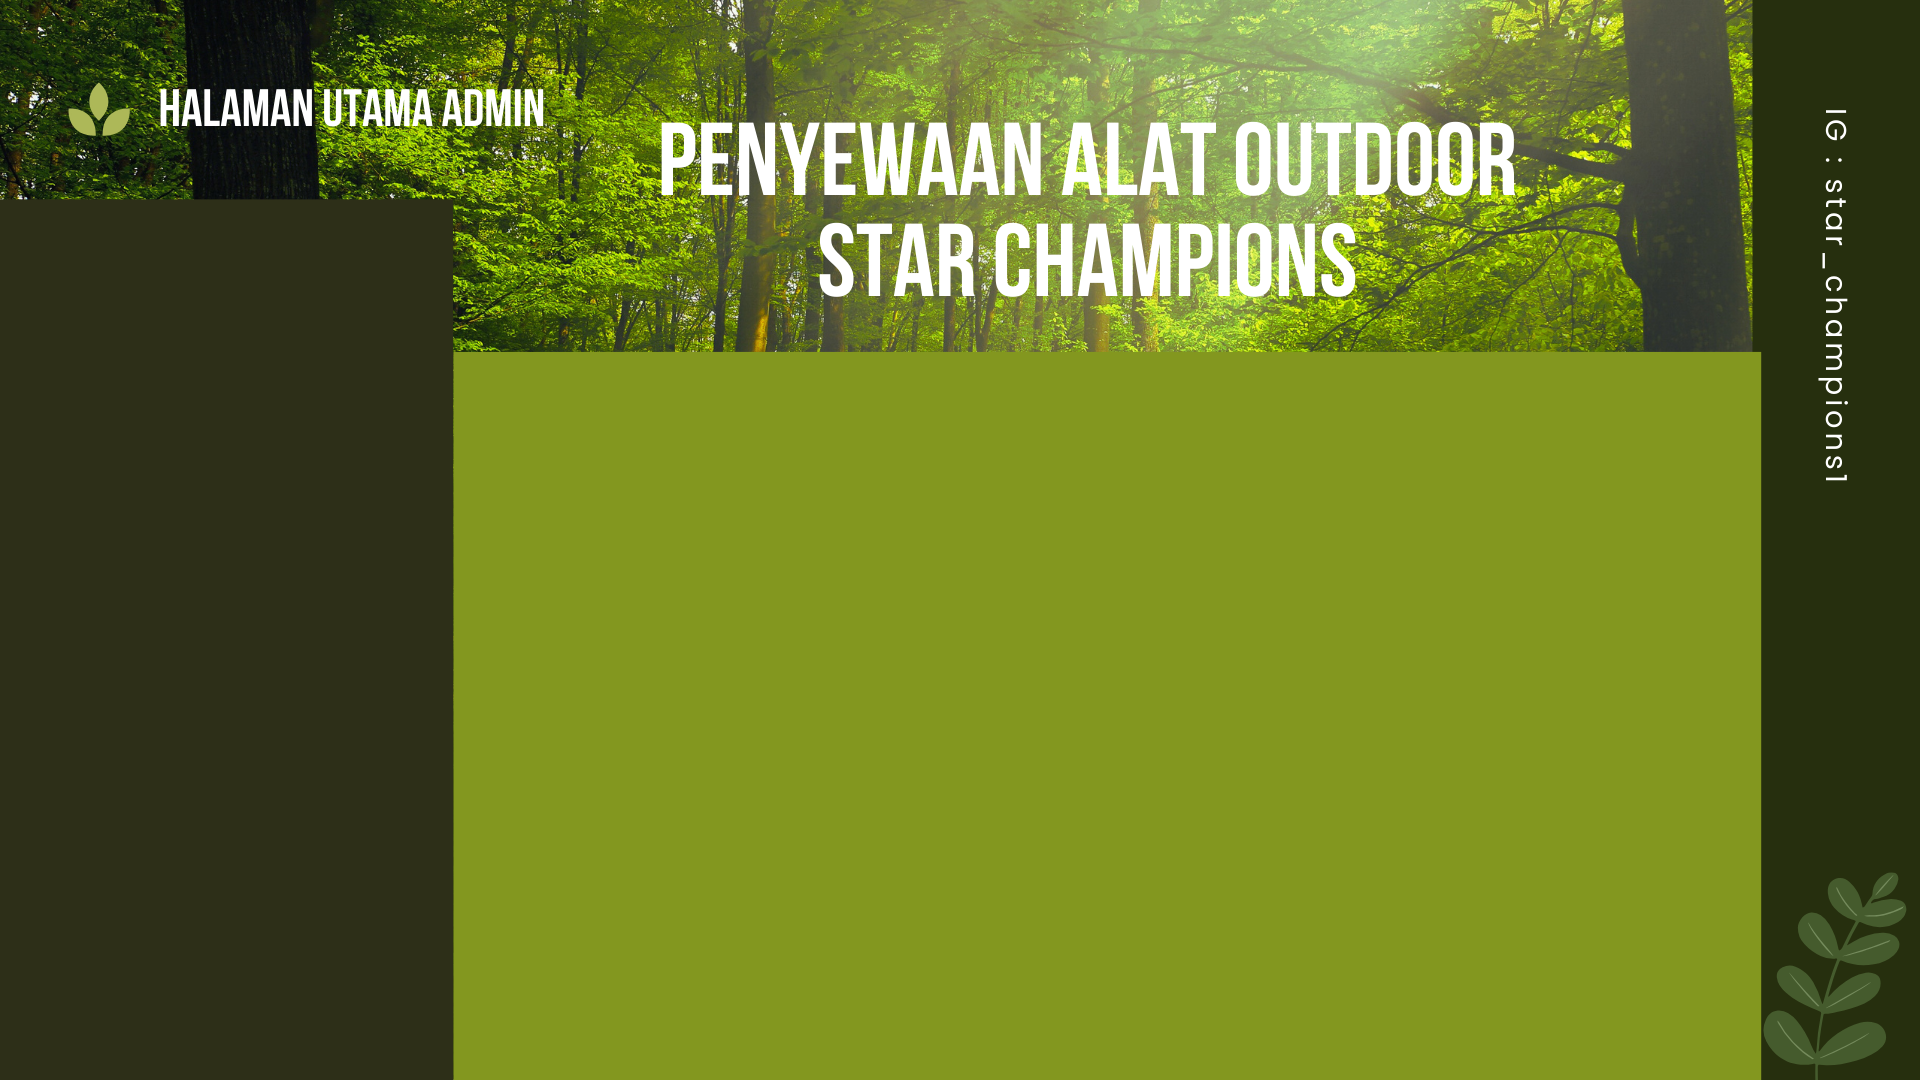 HALAMAN UTAMA ADMIN
PENYEWAAN ALAT OUTDOOR
STAR CHAMPIONS
IG : star_champions1